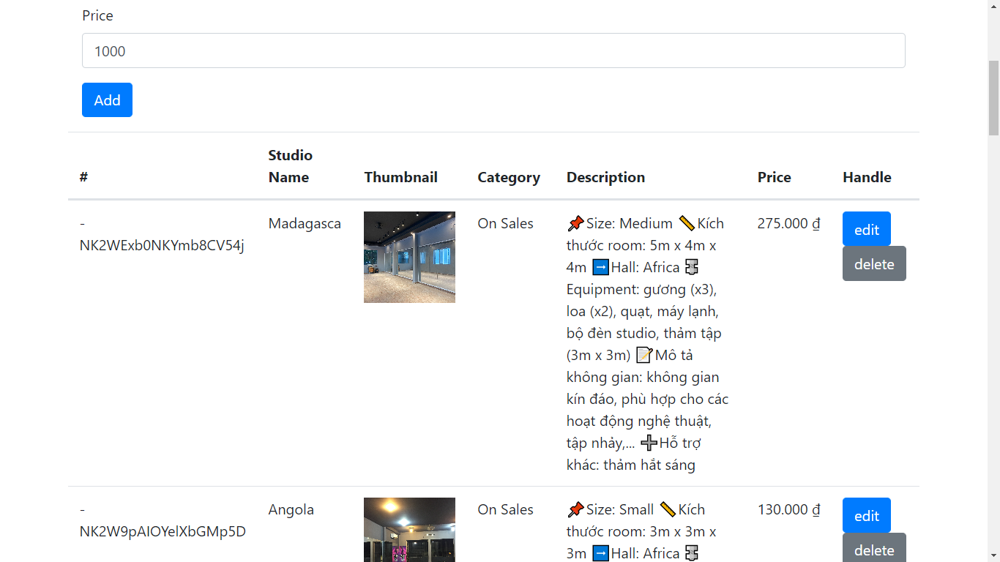 Price
1000
Add
# Studio Name Thumbnail Category Description Price Handle
-
NK2WExb0NKYmb8CV54j
Madagasca
On Sales
📌Size: Medium 📏Kích
thước room: 5m x 4m x
4m ➡️Hall: Africa 🗜️
Equipment: gương (x3),
loa (x2), quạt, máy lạnh,
bộ đèn studio, thảm tập
(3m x 3m) 📝Mô tả
không gian: không gian
kín đáo, phù hợp cho các
hoạt động nghệ thuật,
tập nhảy,... ➕Hỗ trợ
khác: thảm hắt sáng
275.000 ₫
edit
delete
-
NK2W9pAIOYelXbGMp5D
Angola
On Sales
📌Size: Small 📏Kích
thước room: 3m x 3m x
3m ➡️Hall: Africa 🗜️
130.000 ₫
edit
delete